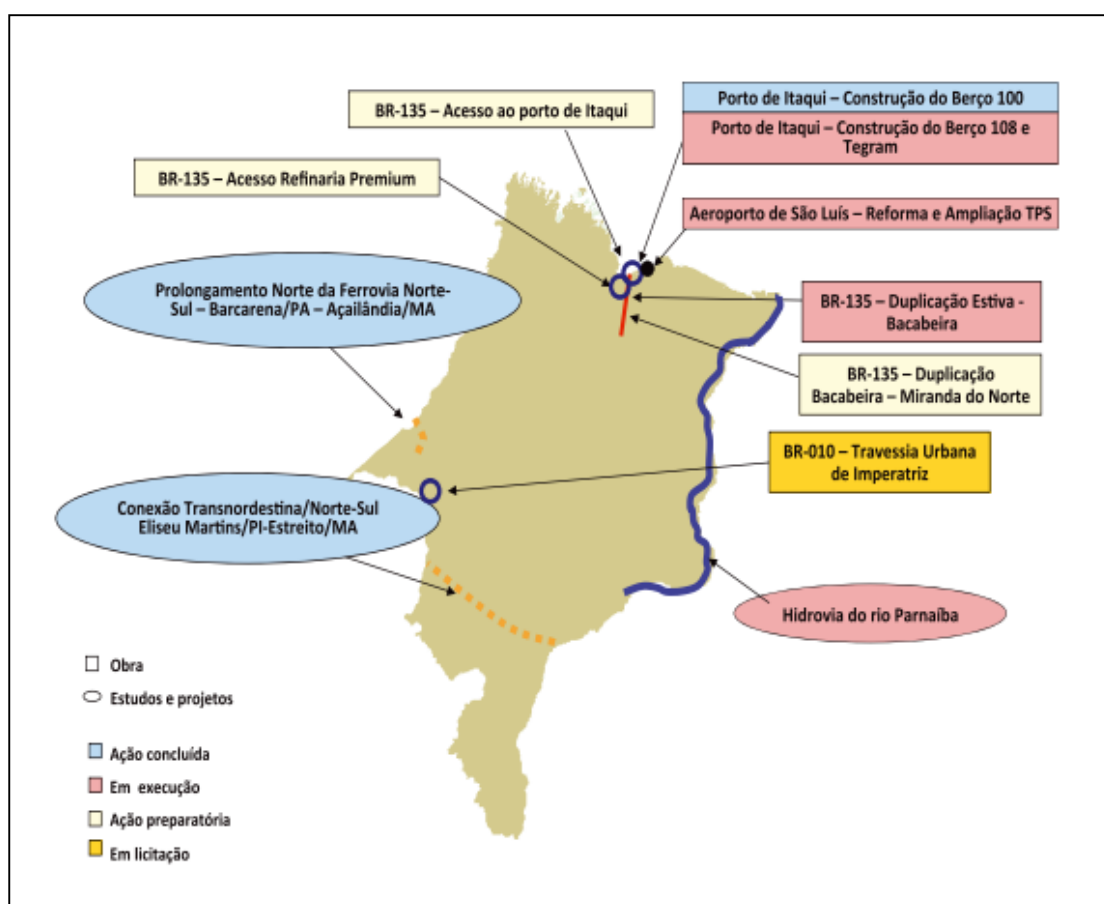 BR-135 – Acesso ao porto de Itaqui
Porto de Itaqui – Construção do Berço 100
Porto de Itaqui – Construção do Berço 108 e
Tegram
BR-135 – Acesso Refinaria Premium
Aeroporto de São Luís – Reforma e Ampliação TPS
Prolongamento Norte da Ferrovia Norte-
Sul – Barcarena/PA – Açailândia/MA
BR-135 – Duplicação Estiva -
Bacabeira
BR-135 – Duplicação
Bacabeira – Miranda do Norte
BR-010 – Travessia Urbana
de Imperatriz
Conexão Transnordestina/Norte-Sul
Eliseu Martins/PI-Estreito/MA
Hidrovia do rio Parnaíba
Obra
Estudos e projetos
Ação concluída
Em execução
Ação preparatória
Em licitação